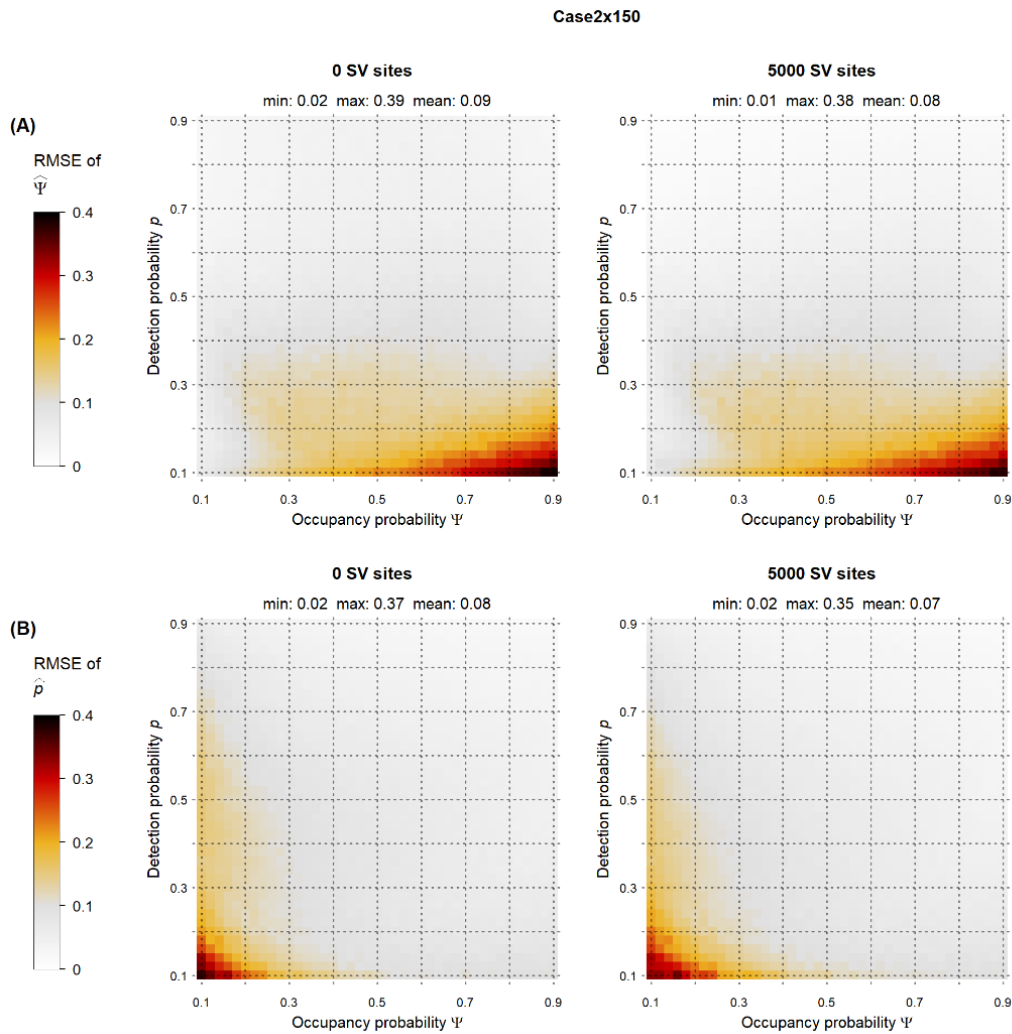 Case2x150
0 SV sites
5000 SV sites
min: 0.02 max: 0.39 mean: 0.09
min: 0.01 max: 0.38 mean: 0.08
(A)
RMSE of
Ψ̂
0.4
0.3
0.2
0.1
0
Detection probability p
0.9
0.7
0.5
0.3
0.1
0.1 0.3 0.5 0.7 0.9
Occupancy probability Ψ
Detection probability p
0.9
0.7
0.5
0.3
0.1
0.1 0.3 0.5 0.7 0.9
Occupancy probability Ψ
0 SV sites
5000 SV sites
min: 0.02 max: 0.37 mean: 0.08
min: 0.02 max: 0.35 mean: 0.07
(B)
RMSE of
p̂
0.4
0.3
0.2
0.1
0
Detection probability p
0.9
0.7
0.5
0.3
0.1
0.1 0.3 0.5 0.7 0.9
Occupancy probability Ψ
Detection probability p
0.9
0.7
0.5
0.3
0.1
0.1 0.3 0.5 0.7 0.9
Occupancy probability Ψ